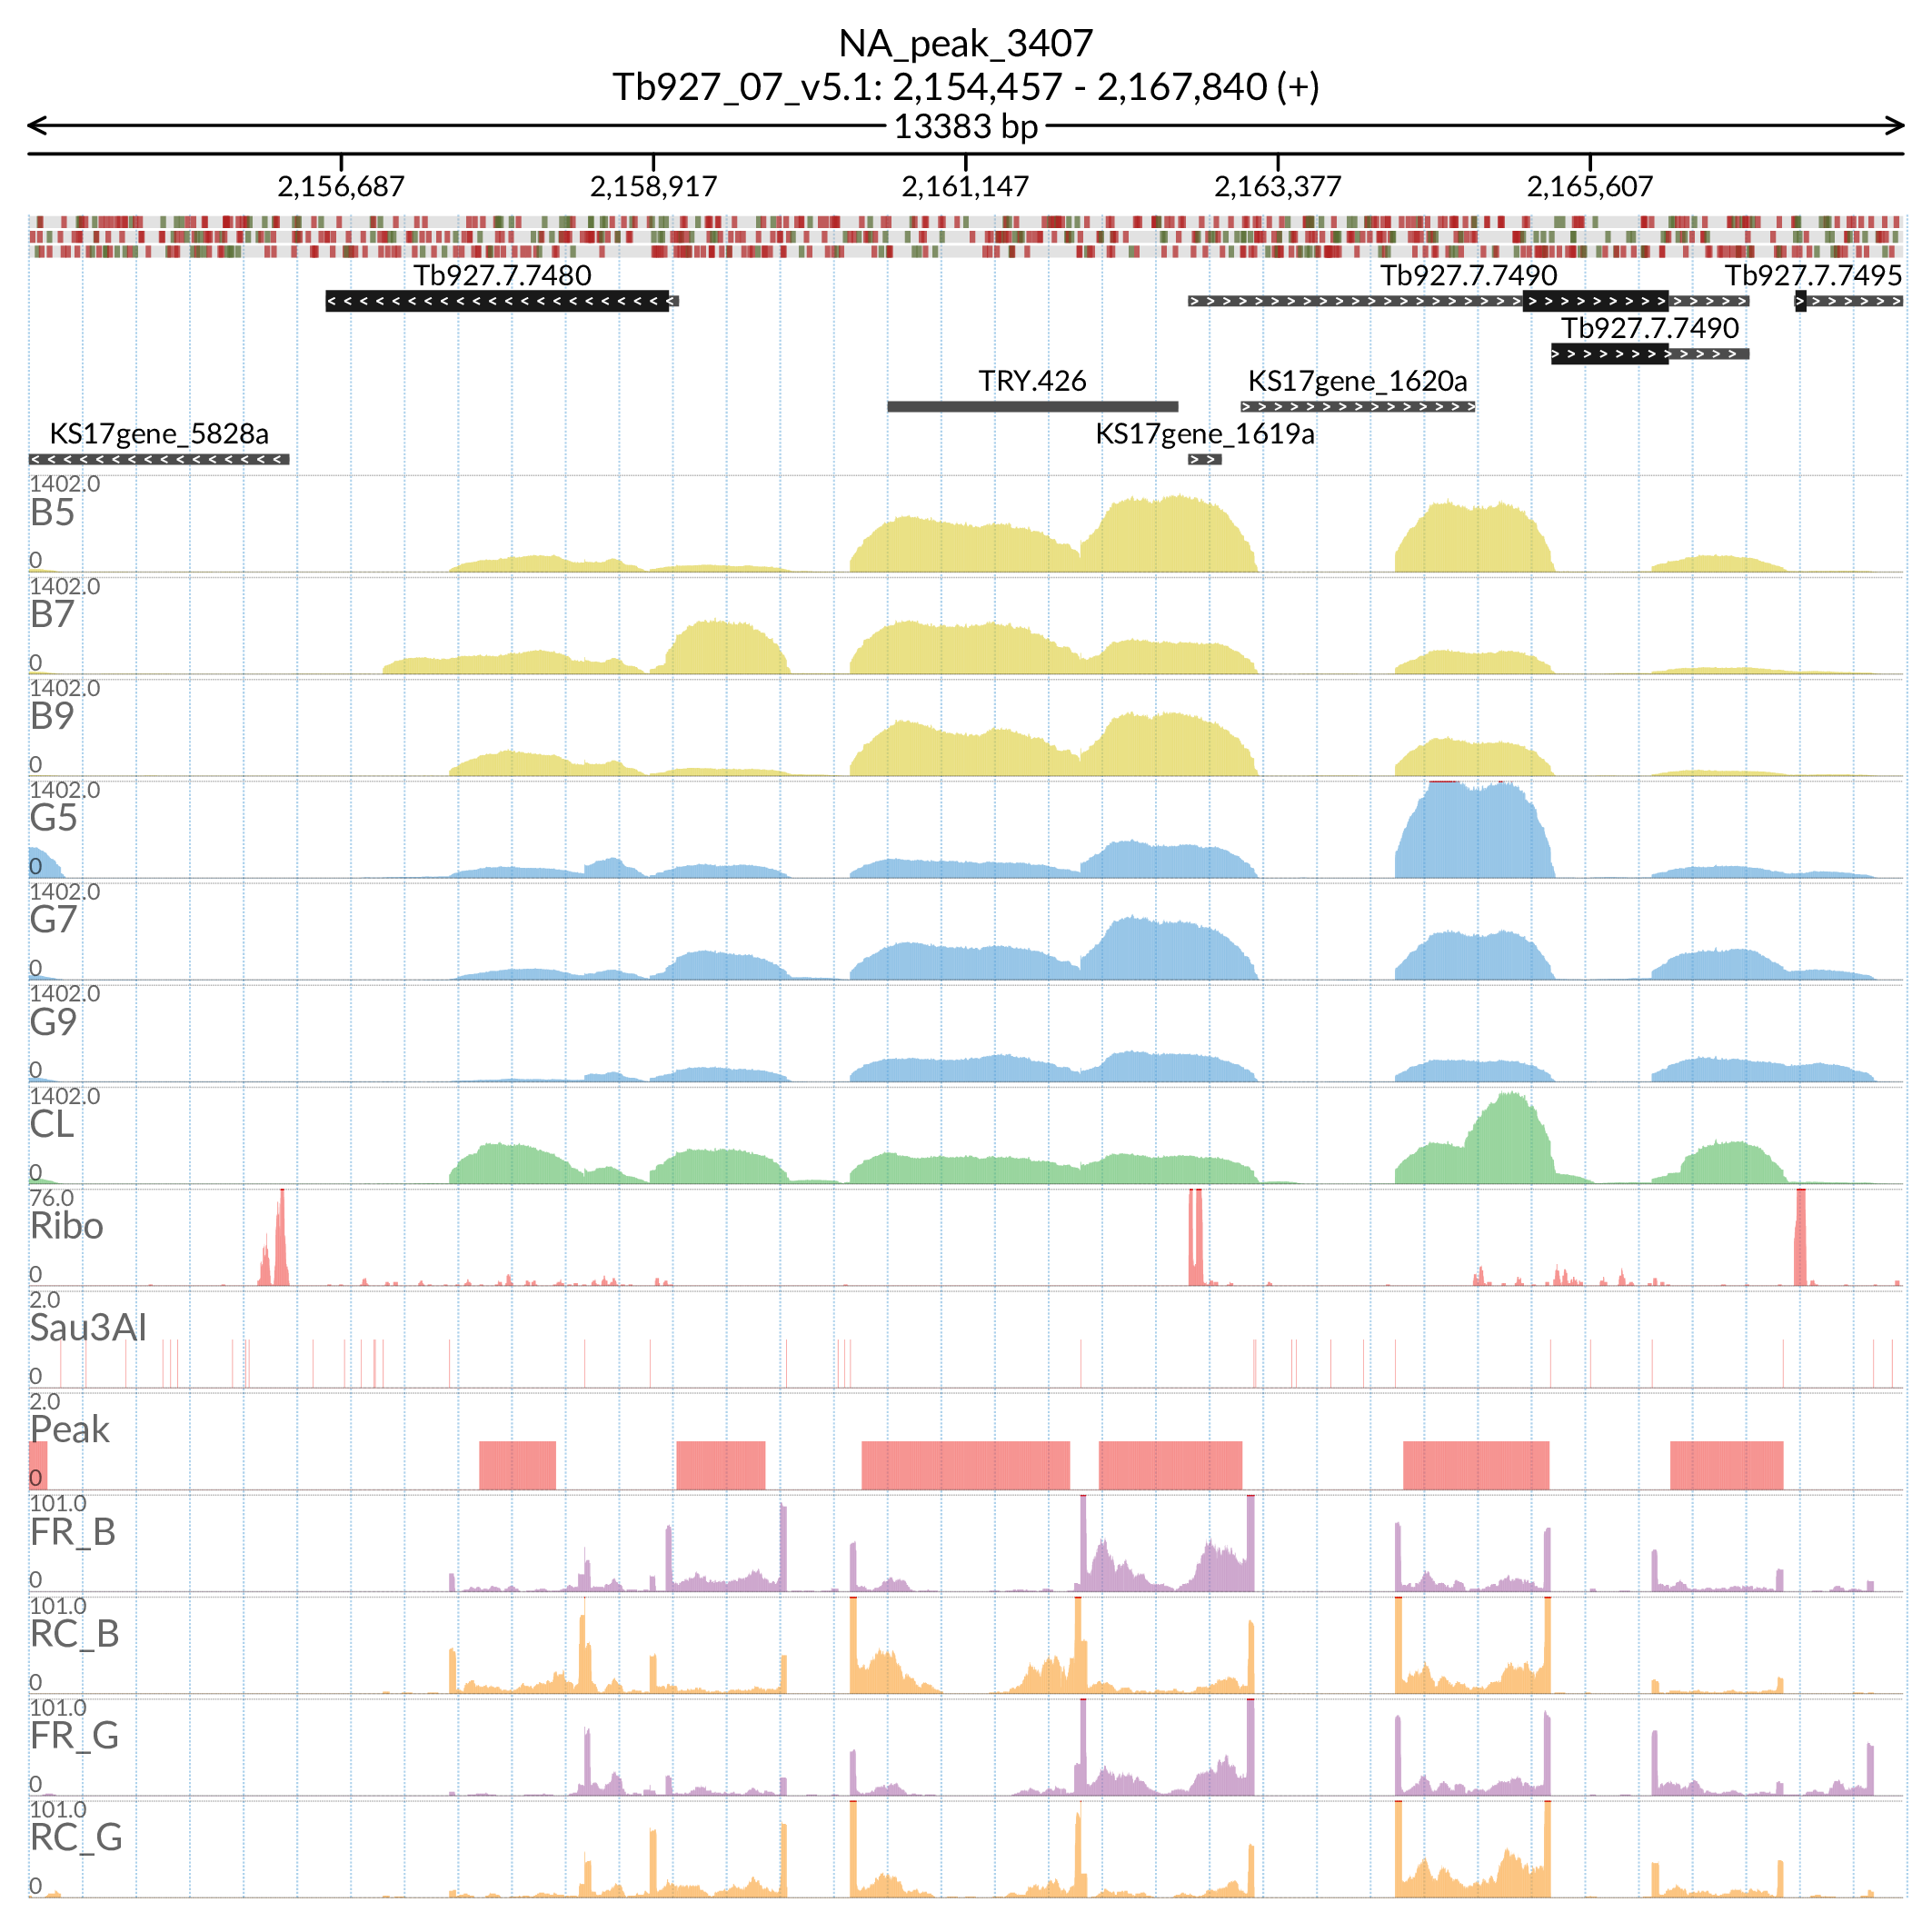 NA_peak_3407
Tb927_07_v5.1: 2,154,457 - 2,167,840 (+)
13383 bp
2,156,687 2,158,917 2,161,147 2,163,377 2,165,607
Tb927.7.7480 Tb927.7.7490 Tb927.7.7495
Tb927.7.7490
TRY.426 KS17gene_1620a
KS17gene_5828a KS17gene_1619a
1402.0
B5
0
1402.0
B7
0
1402.0
B9
0
1402.0
G5
0
1402.0
G7
0
1402.0
G9
0
1402.0
CL
0
76.0
Ribo
0
2.0
Sau3AI
0
2.0
Peak
0
101.0
FR_B
0
101.0
RC_B
0
101.0
FR_G
0
101.0
RC_G
0